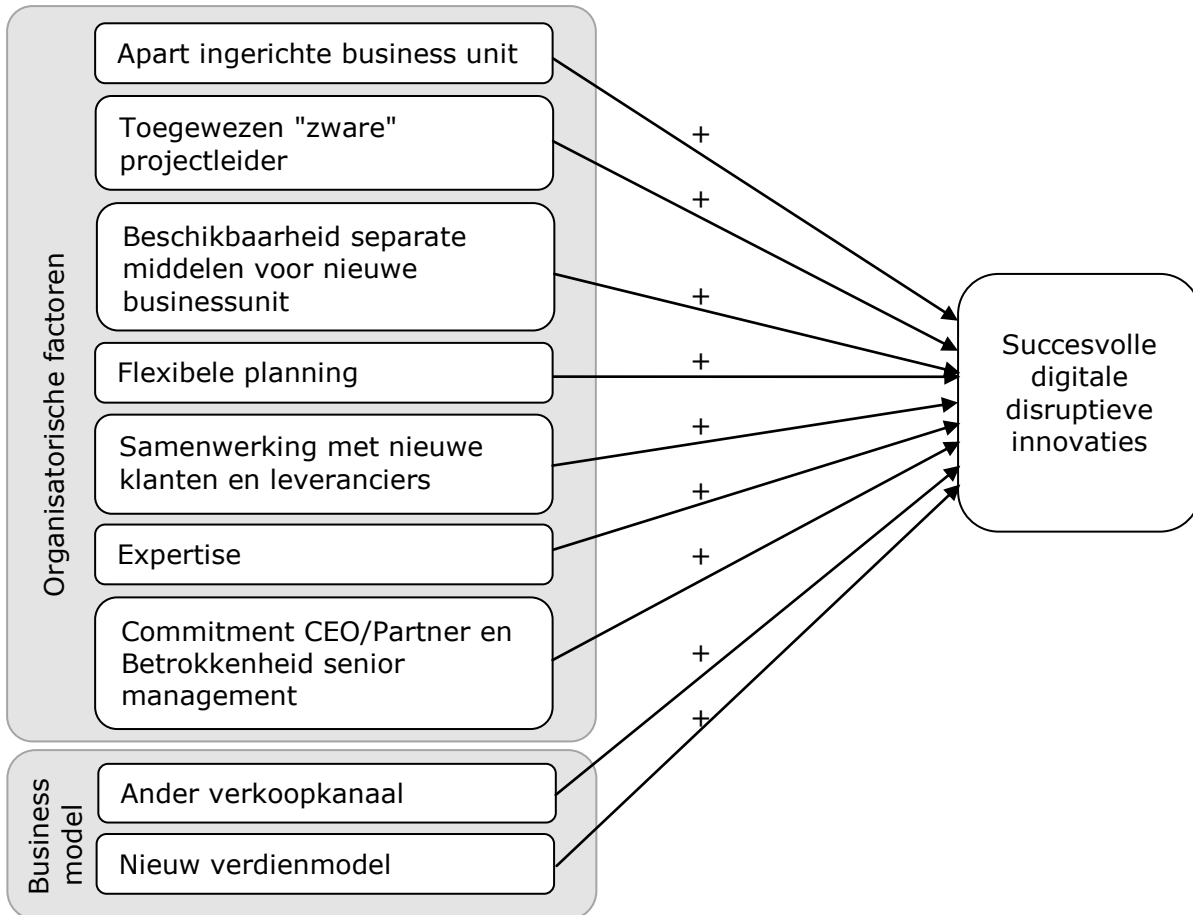 Organisatorische factoren
Apart ingerichte business unit
Toegewezen "zware"
projectleider
Beschikbaarheid separate
middelen voor nieuwe
businessunit
Flexibele planning
Samenwerking met nieuwe
klanten en leveranciers
Expertise
Commitment CEO/Partner en
Betrokkenheid senior
management
Business
model
Ander verkoopkanaal
Nieuw verdienmodel
+
+
+
+
+
+
+
+
+
Succesvolle
digitale
disruptieve
innovaties